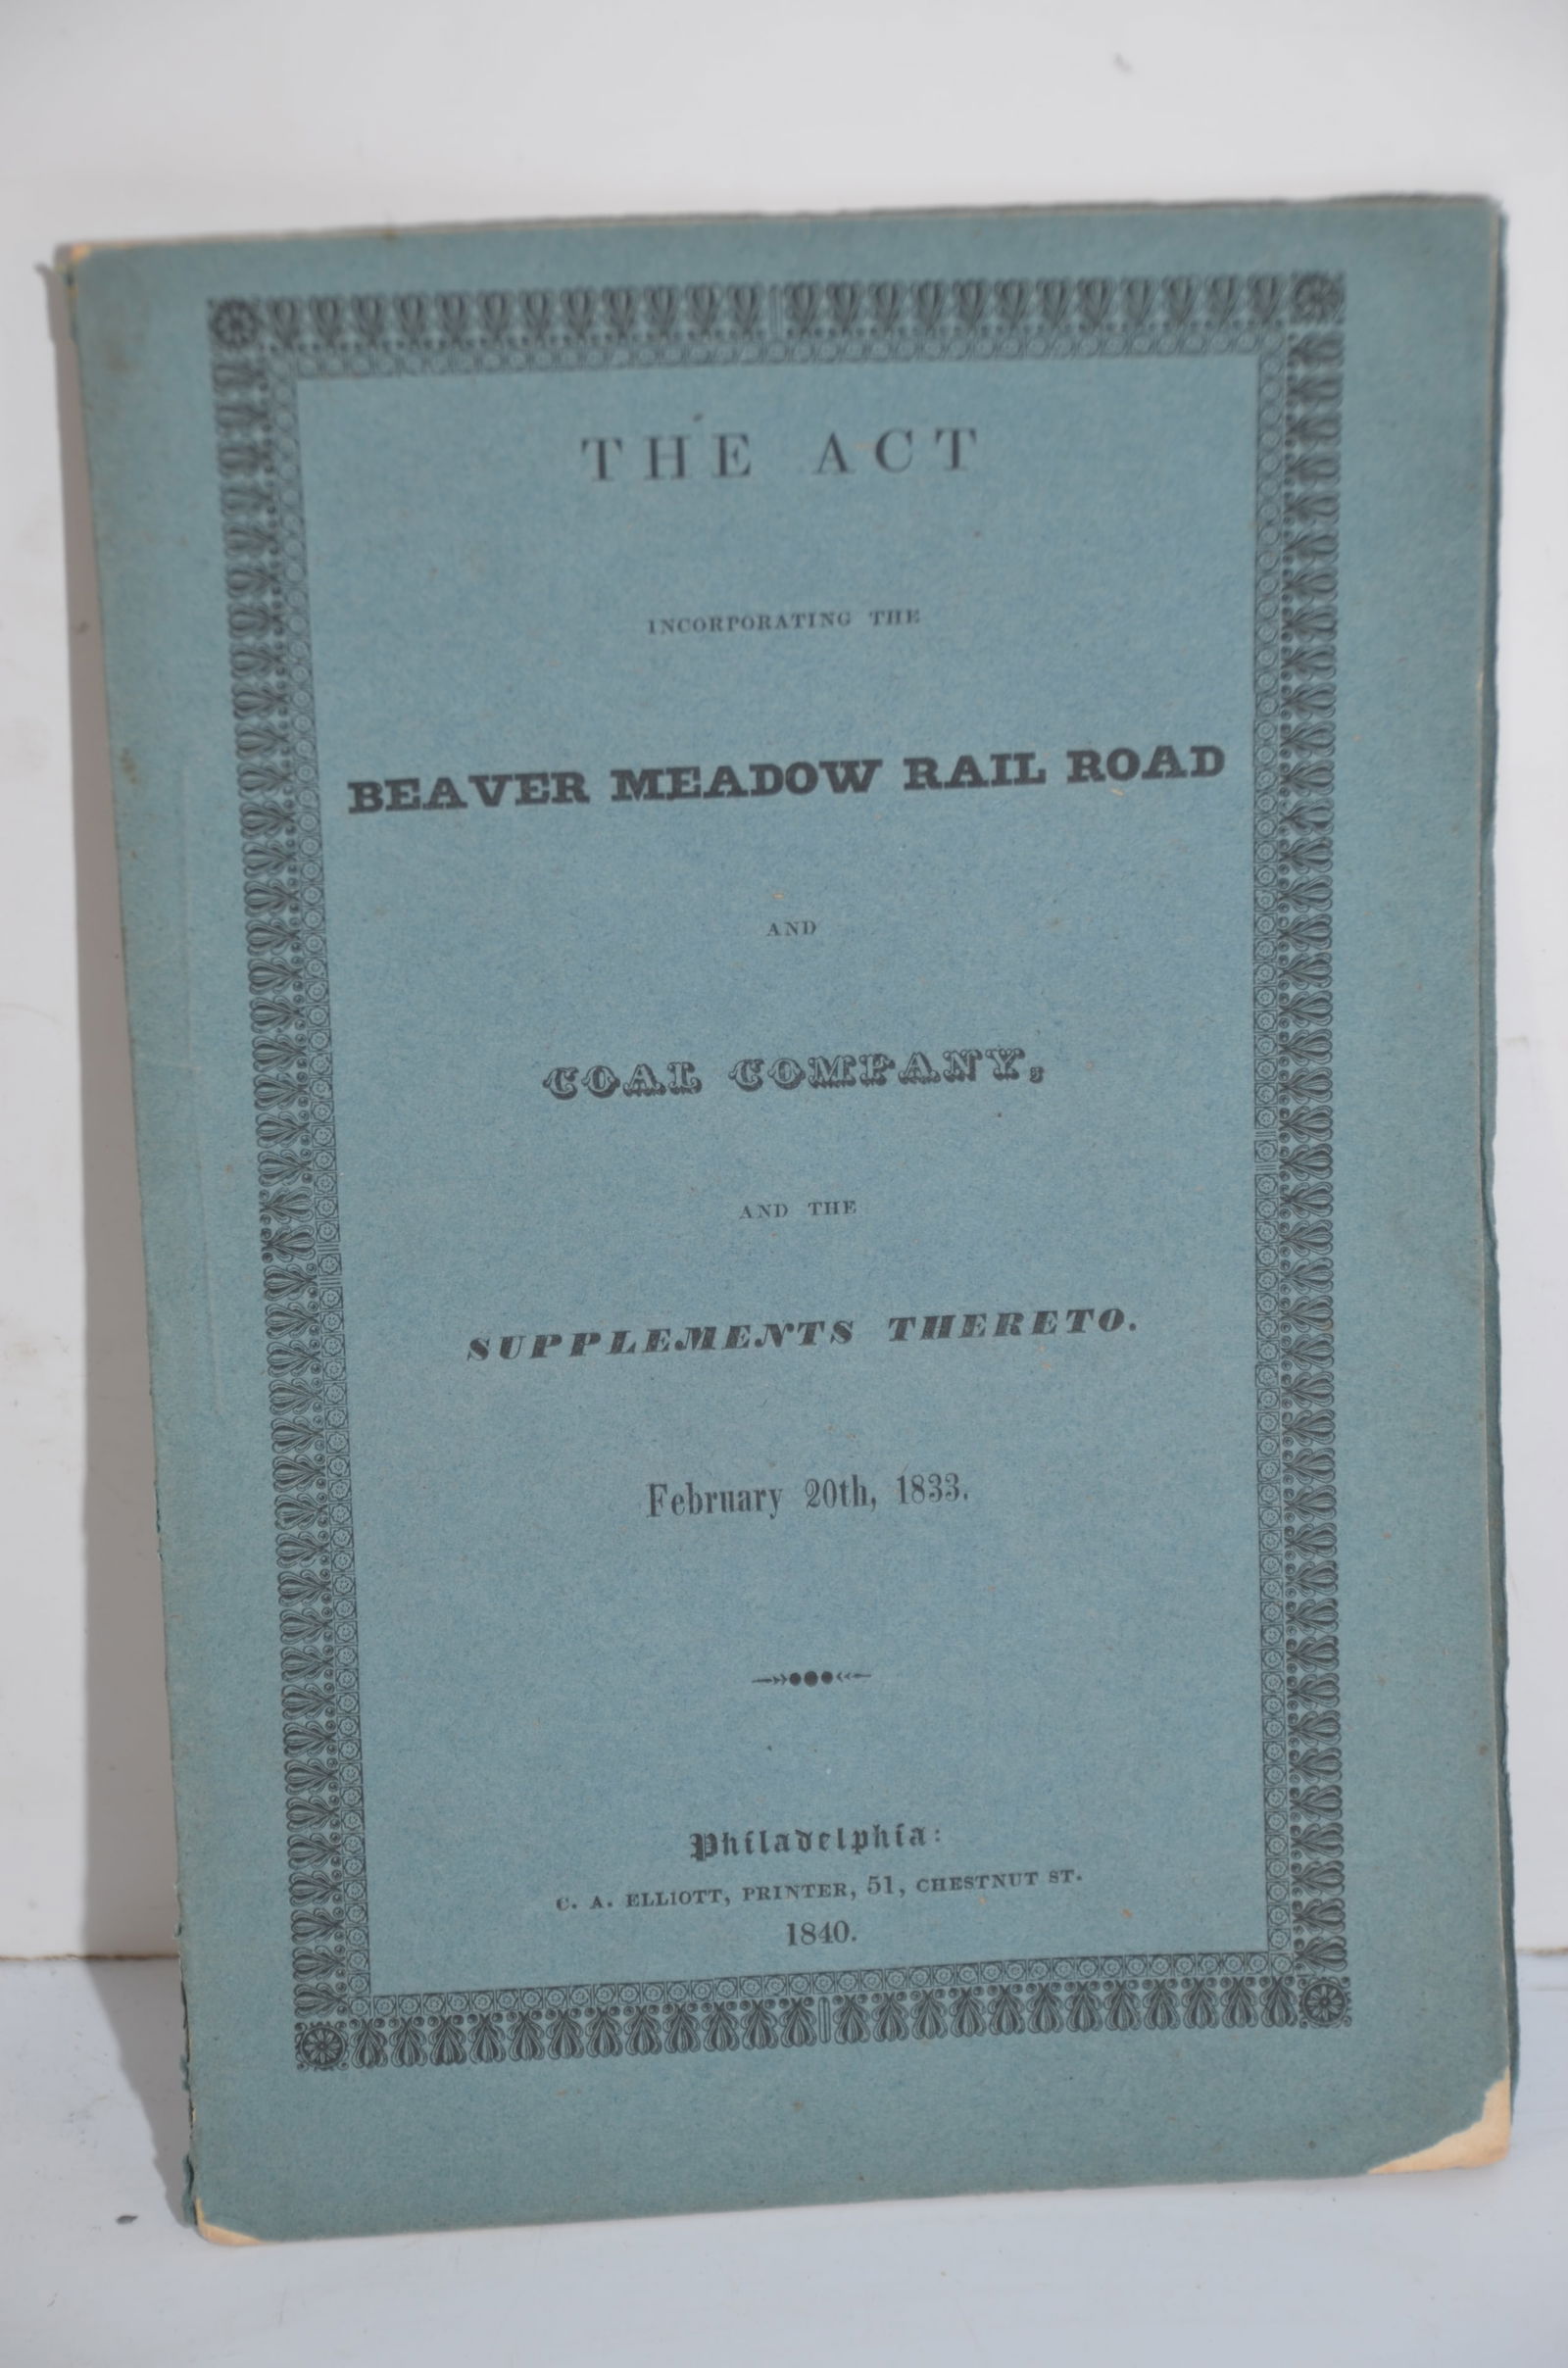 THE ACT
INCORPORATING THE
BEAVER MEADOW RAIL ROAD
AND
COAL COMPANY,
AND THE
SUPPLEMENTS THERETO.
February 20th, 1833.
Philadelphia:
C. A. ELLIOTT, PRINTER, 51, CHESTNUT ST.
1840.